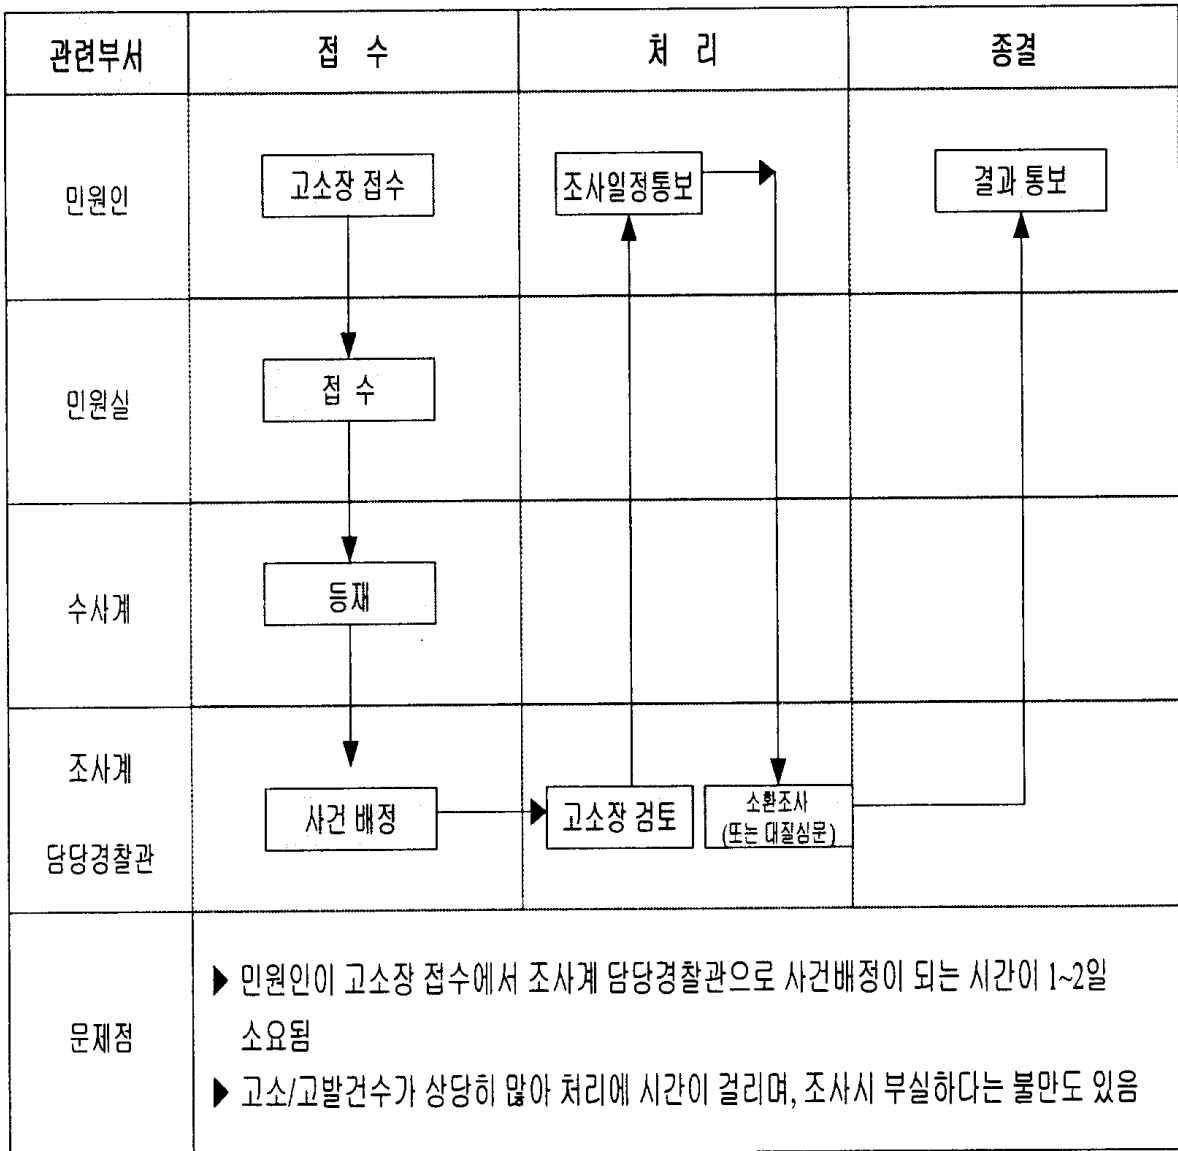 관련부서 접 수 처 리 종결
민원인 고소장 접수 조사일정통보 결과 통보
민원실 접 수
수사계 등재
조사계
담당경찰관 사건 배정 고소장 검토 소환조사
(또는 대질심문)
문제점
▶ 민원인이 고소장 접수에서 조사계 담당경찰관으로 사건배정이 되는 시간이 1~2일
소요됨
▶ 고소/고발건수가 상당히 많아 처리에 시간이 걸리며, 조사시 부실하다는 불만도 있음